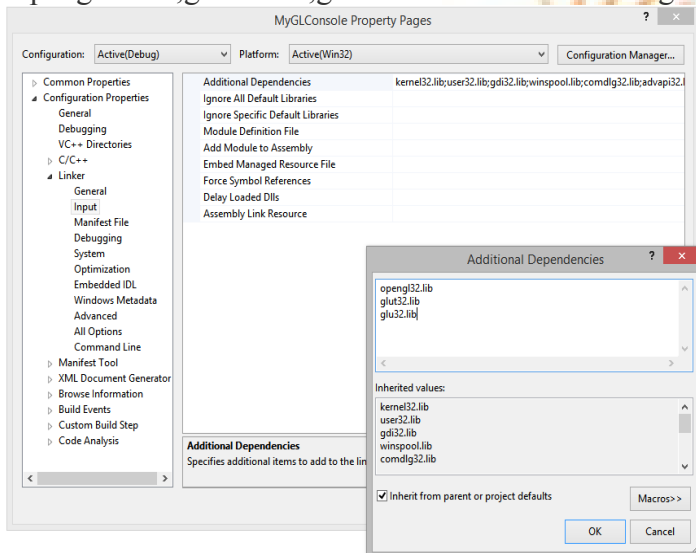 MyGLConsole Property Pages
?
x
Configuration:
Active(Debug)
Platform:
Active(Win32)
Configuration Manager...
Common Properties
Configuration Properties
General
Debugging
VC++ Directories
C/C++
Linker
General
Input
Manifest File
Debugging
System
Optimization
Embedded IDL
Windows Metadata
Advanced
All Options
Command Line
Manifest Tool
XML Document Generator
Browse Information
Build Events
Custom Build Step
Code Analysis
Additional Dependencies kernel32.lib;user32.lib;gdi32.lib;winspool.lib;comdlg32.lib;advapi32.l
Ignore All Default Libraries
Ignore Specific Default Libraries
Module Definition File
Add Module to Assembly
Embed Managed Resource File
Force Symbol References
Delay Loaded Dlls
Assembly Link Resource
Additional Dependencies
Specifies additional items to add to the lin
Additional Dependencies
?
x
opengl32.lib
glut32.lib
glu32.lib
Inherited values:
kernel32.lib
user32.lib
gdi32.lib
winspool.lib
comdlg32.lib
Inherit from parent or project defaults
Macros>>
OK
Cancel